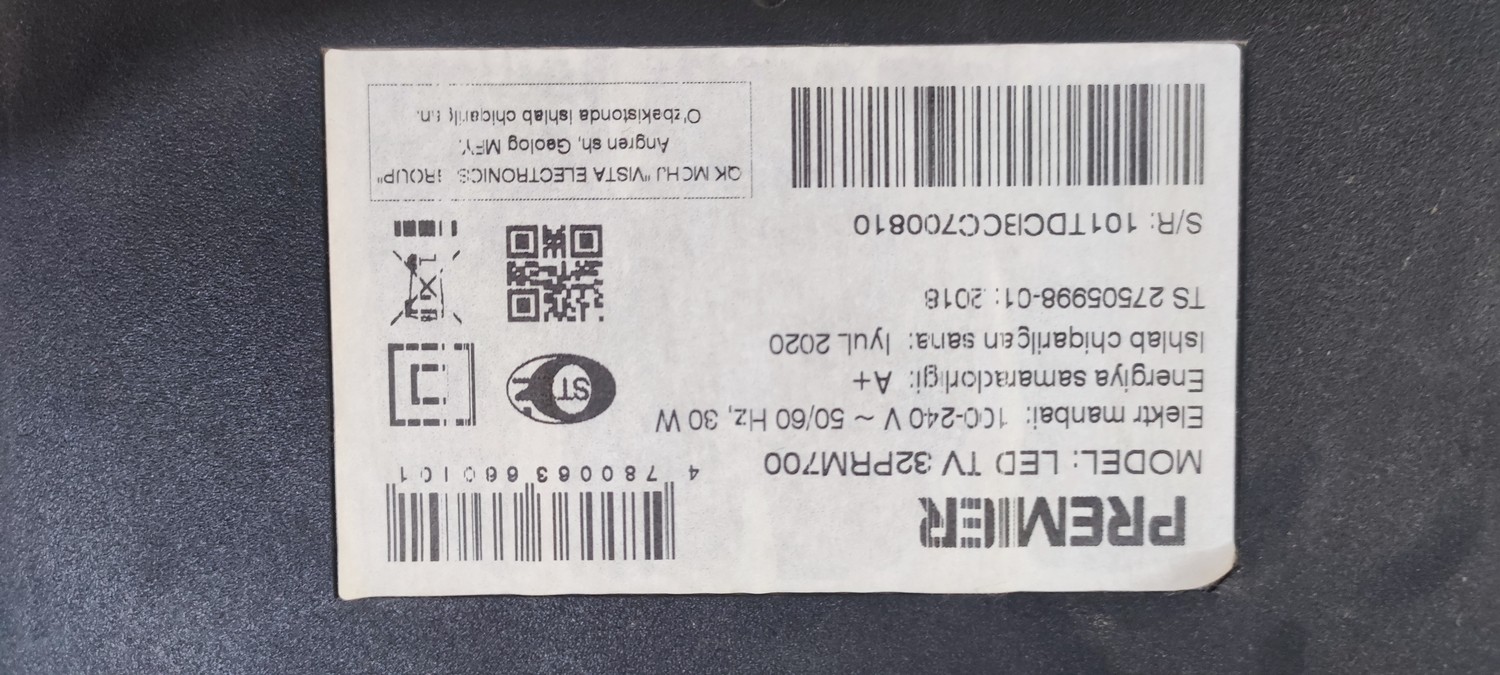 PREMIER
MODEL: LED TV 32PRM700
Elektr manbai: 100-240 V ~ 50/60 Hz, 30 W
Energiya samaradorligi: A+
Ishlab chiqarilgan sana: Iyul 2020
TS 27505998-01: 2018
S/R: 101TDCBCC700810
4 780063 660101
ST
QK MCHJ "VISTA ELECTRONICS GROUP"
Angren sh, Geolog MFY.
O'zbekistonda ishlab chiqarilgan.